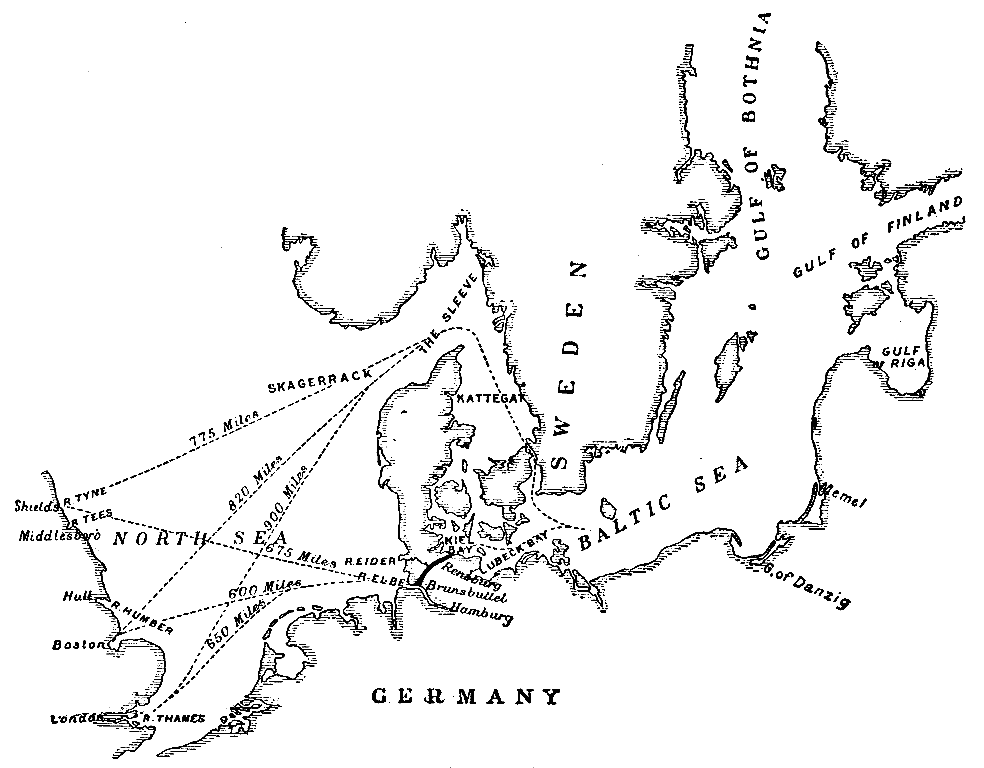 GULF OF BOTHNIA
GULF OF FINLAND
THE SLEEVE
SWEDEN
GULF
RIGA
SKAGERRACK
KATTEGAT
775 Miles
820 Miles
900 Miles
BALTIC SEA
Shields
R. TYNE
R. TEES
Middlesboro
NORTH SEA
675 Miles
R. EIDER
KIEL
BAY
LUBECK BAY
Memel
R. ELBE
Rensburg
Brunsbuttel
Hamburg
G. of Danzig
600 Miles
650 Miles
Hull
R. HUMBER
Boston
London
R. THAMES
GERMANY